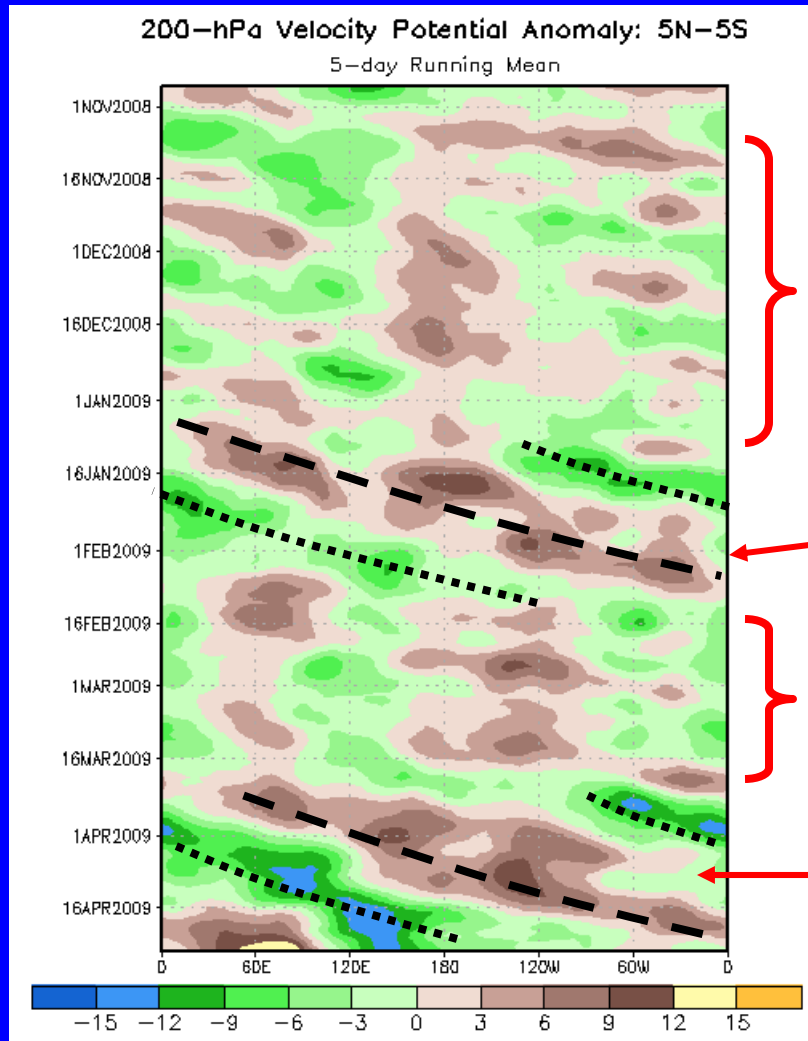 200-hPa Velocity Potential Anomaly: 5N-5S
5-day Running Mean
1NOV2008
16NOV2008
1DEC2008
16DEC2008
1JAN2009
16JAN2009
1FEB2009
16FEB2009
1MAR2009
16MAR2009
1APR2009
16APR2009
0 60E 120E 180 120W 60W 0
-15 -12 -9 -6 -3 0 3 6 9 12 15